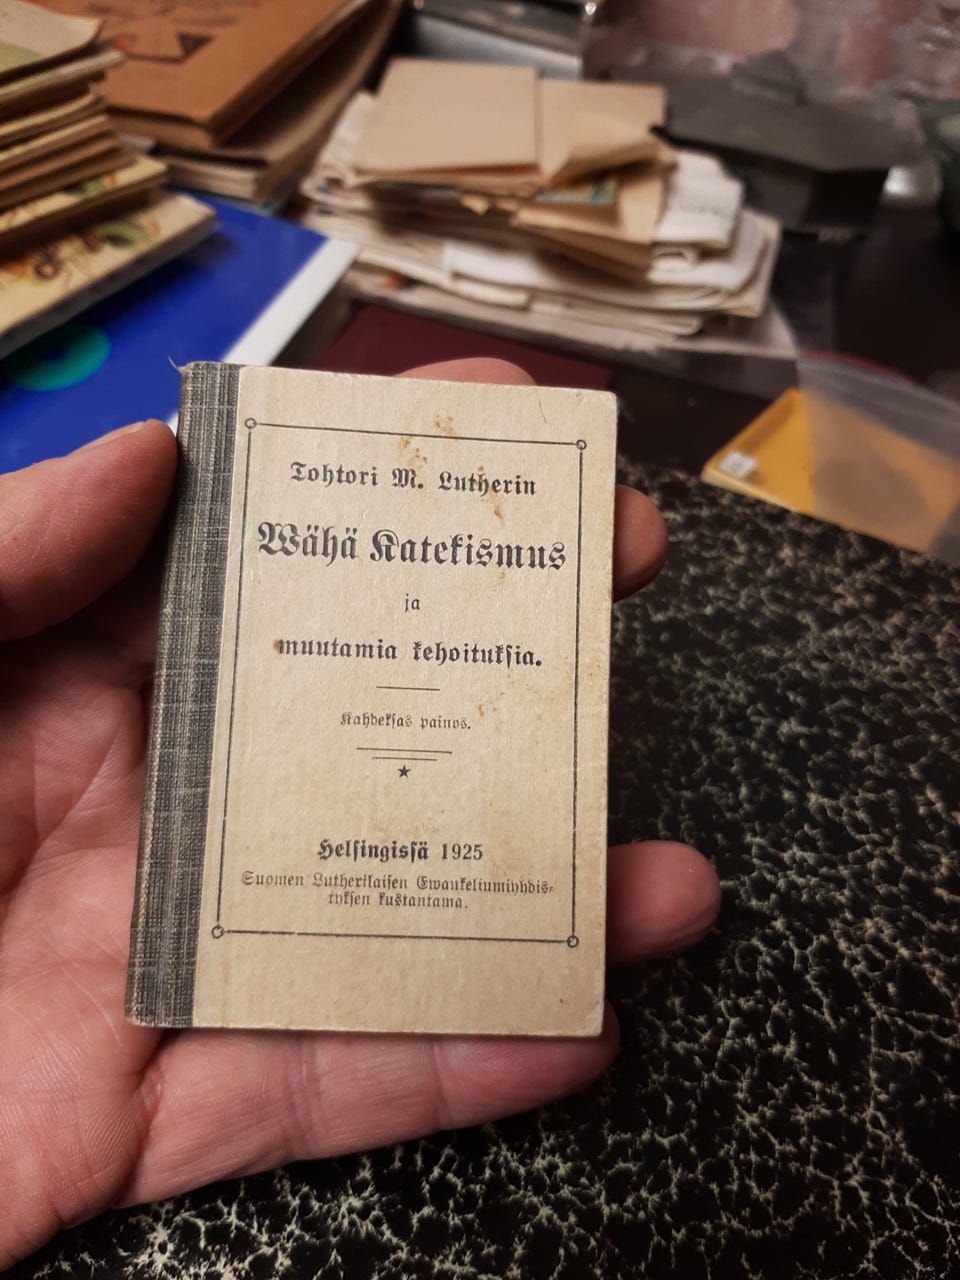 Tohtori M. Lutherin
Wähä Katekismus
ja
muutamia kehoituksia.
Kahdeksas painos.
Helsingissä 1925
Suomen Lutherilaisen Ewankeliumiyhdis=
tyksen kustantama.